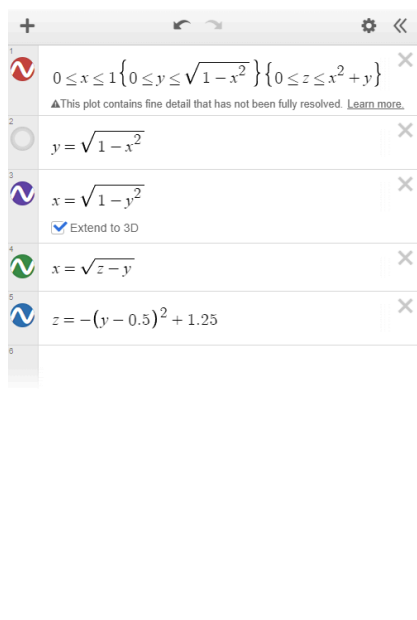 1
0 ≤ x ≤ 1{0 ≤ y ≤ √(1 − x²)}{0 ≤ z ≤ x² + y}
⚠This plot contains fine detail that has not been fully resolved. Learn more.
2
y = √(1 − x²)
3
x = √(1 − y²)
Extend to 3D
4
x = √(z − y)
5
z = −(y − 0.5)² + 1.25
6